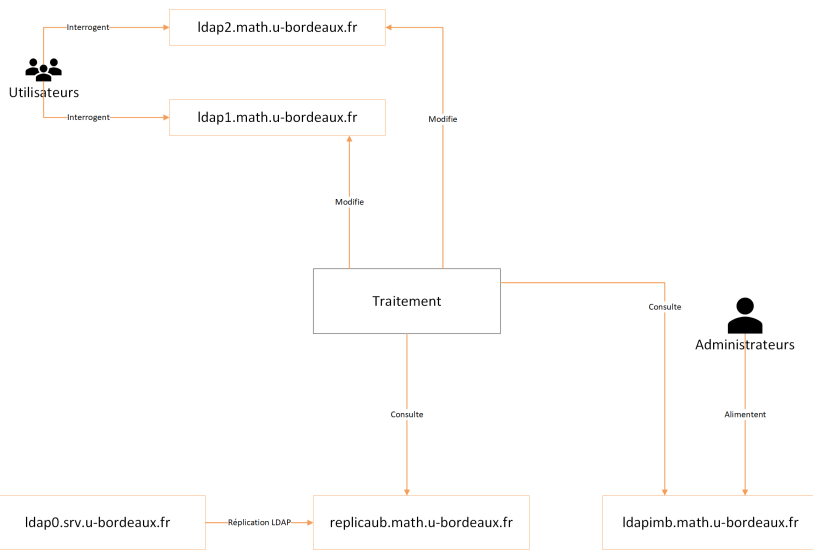 ldap2.math.u-bordeaux.fr
Interrogent
Utilisateurs
ldap1.math.u-bordeaux.fr
Interrogent
Modifie
Modifie
Traitement
Consulte
Administrateurs
Consulte
Alimentent
ldap0.srv.u-bordeaux.fr
Réplication LDAP
replicaub.math.u-bordeaux.fr
ldapimb.math.u-bordeaux.fr